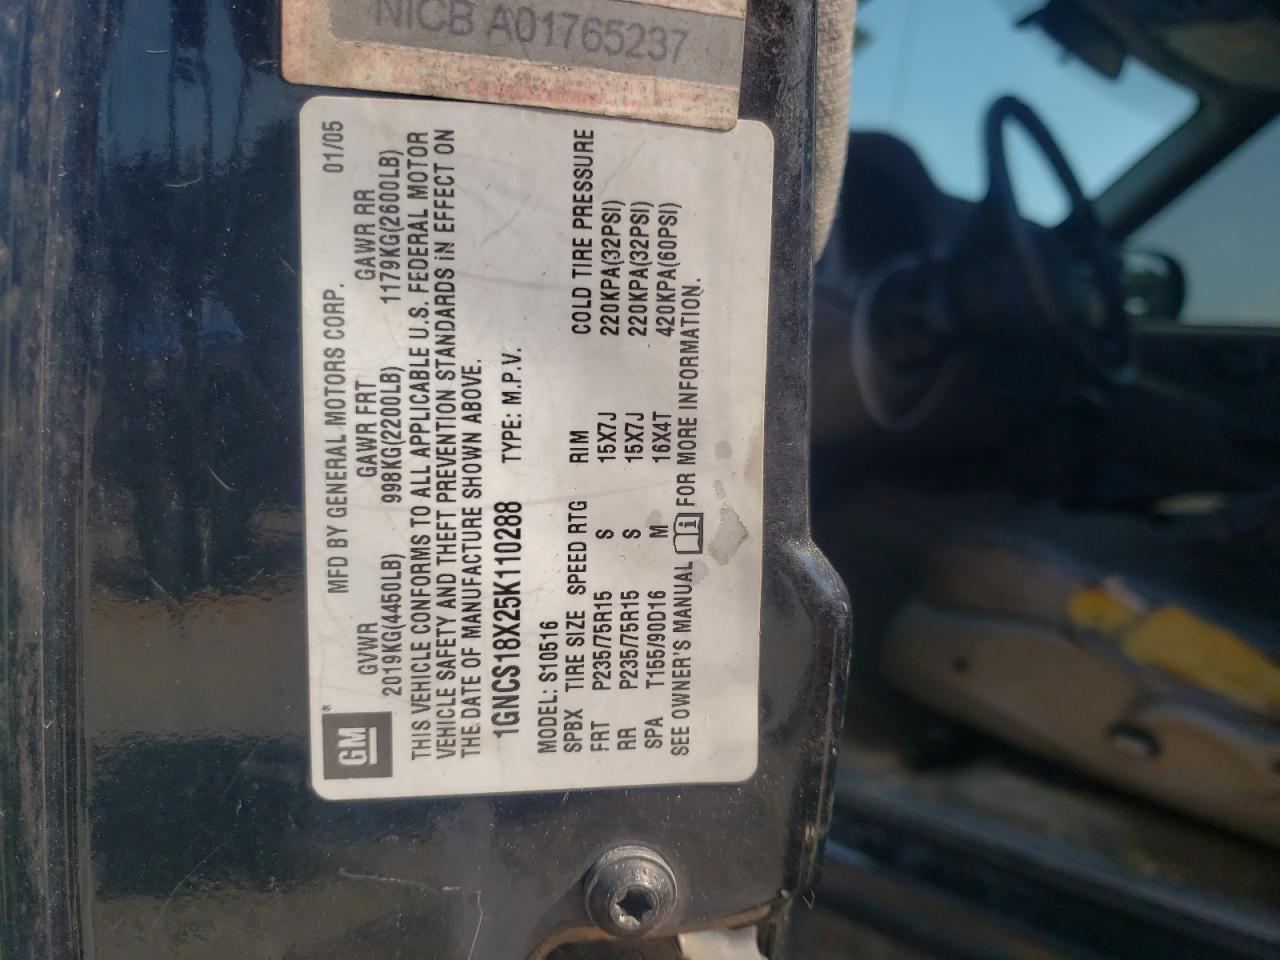 NICB A01765237
GM®
MFD BY GENERAL MOTORS CORP. 01/05
GVWR GAWR FRT GAWR RR
2019KG(4450LB) 998KG(2200LB) 1179KG(2600LB)
THIS VEHICLE CONFORMS TO ALL APPLICABLE U.S. FEDERAL MOTOR
VEHICLE SAFETY AND THEFT PREVENTION STANDARDS IN EFFECT ON
THE DATE OF MANUFACTURE SHOWN ABOVE.
1GNCS18X25K110288 TYPE: M.P.V.
MODEL: S10516
SPBX TIRE SIZE SPEED RTG RIM COLD TIRE PRESSURE
FRT P235/75R15 S 15X7J 220KPA(32PSI)
RR P235/75R15 S 15X7J 220KPA(32PSI)
SPA T155/90D16 M 16X4T 420KPA(60PSI)
SEE OWNER'S MANUAL i FOR MORE INFORMATION.